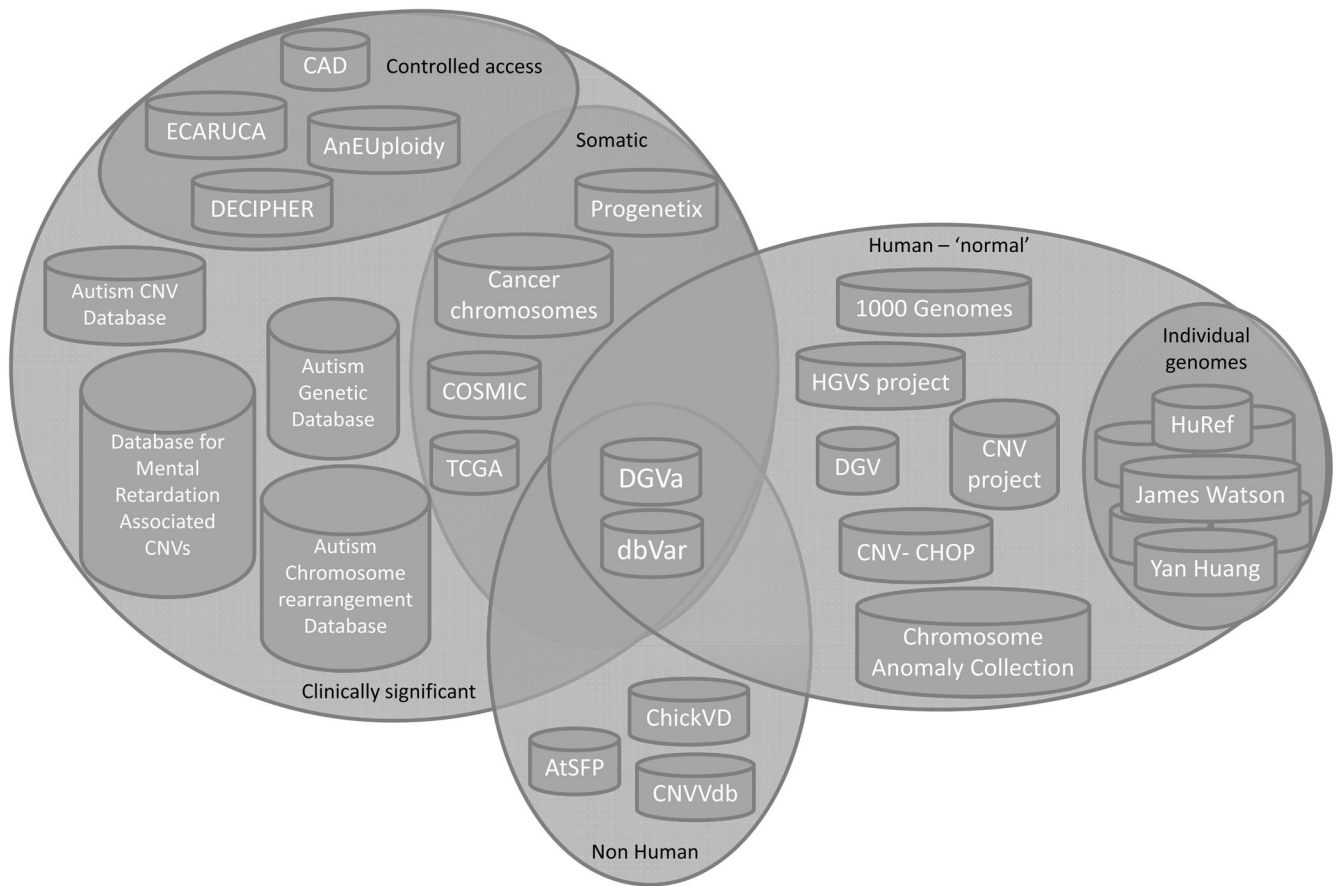 CAD
Controlled access
ECARUCA
AnEUploidy
DECIPHER
Somatic
Progenetix
Cancer
chromosomes
COSMIC
TCGA
Autism CNV
Database
Autism
Genetic
Database
Database for
Mental
Retardation
Associated
CNVs
Autism
Chromosome
rearrangement
Database
Clinically significant
DGVa
dbVar
Human – ‘normal’
1000 Genomes
HGVS project
DGV
CNV
project
CNV- CHOP
Chromosome
Anomaly Collection
Individual
genomes
HuRef
James Watson
Yan Huang
ChickVD
AtSFP
CNVVdb
Non Human